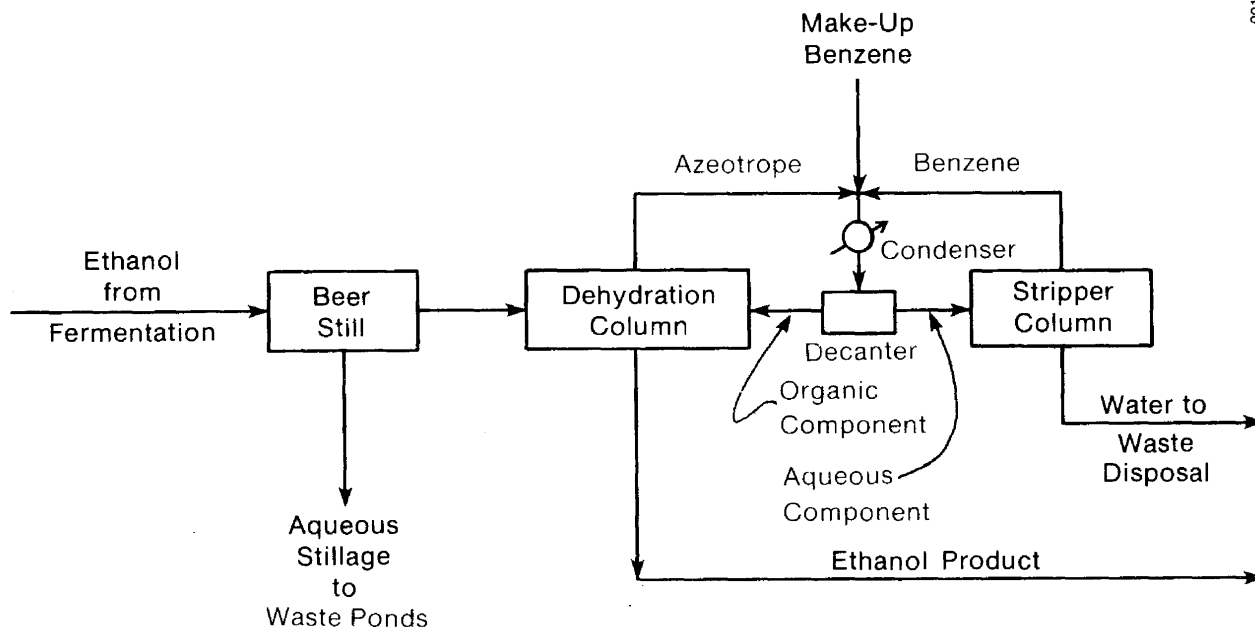 Make-Up
Benzene
Azeotrope
Benzene
Condenser
Ethanol
from
Fermentation
Beer
Still
Dehydration
Column
Decanter
Stripper
Column
Organic
Component
Aqueous
Component
Water to
Waste
Disposal
Aqueous
Stillage
to
Waste Ponds
Ethanol Product